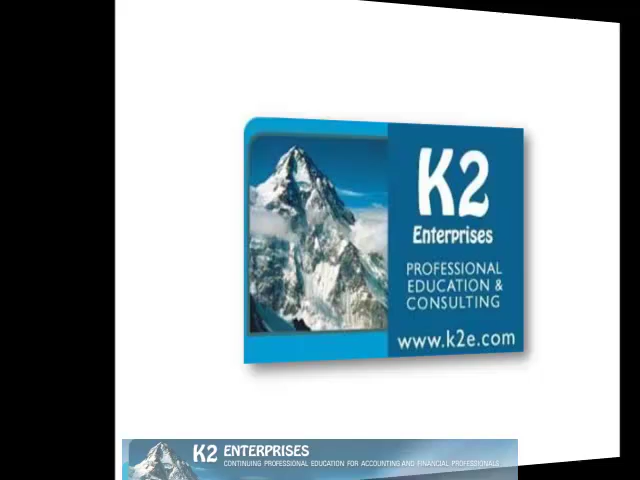 K2
Enterprises
PROFESSIONAL
EDUCATION &
CONSULTING
www.k2e.com
K2 ENTERPRISES
CONTINUING PROFESSIONAL EDUCATION FOR ACCOUNTING AND FINANCIAL PROFESSIONALS